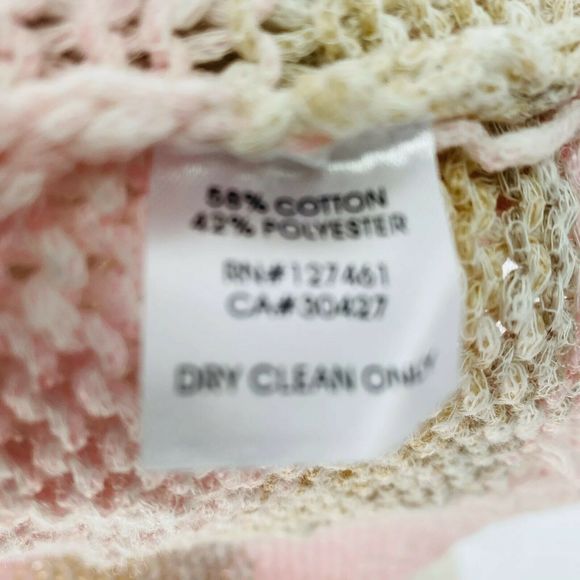 58% COTTON
42% POLYESTER
RN#127461
CA#30427
DRY CLEAN ONLY